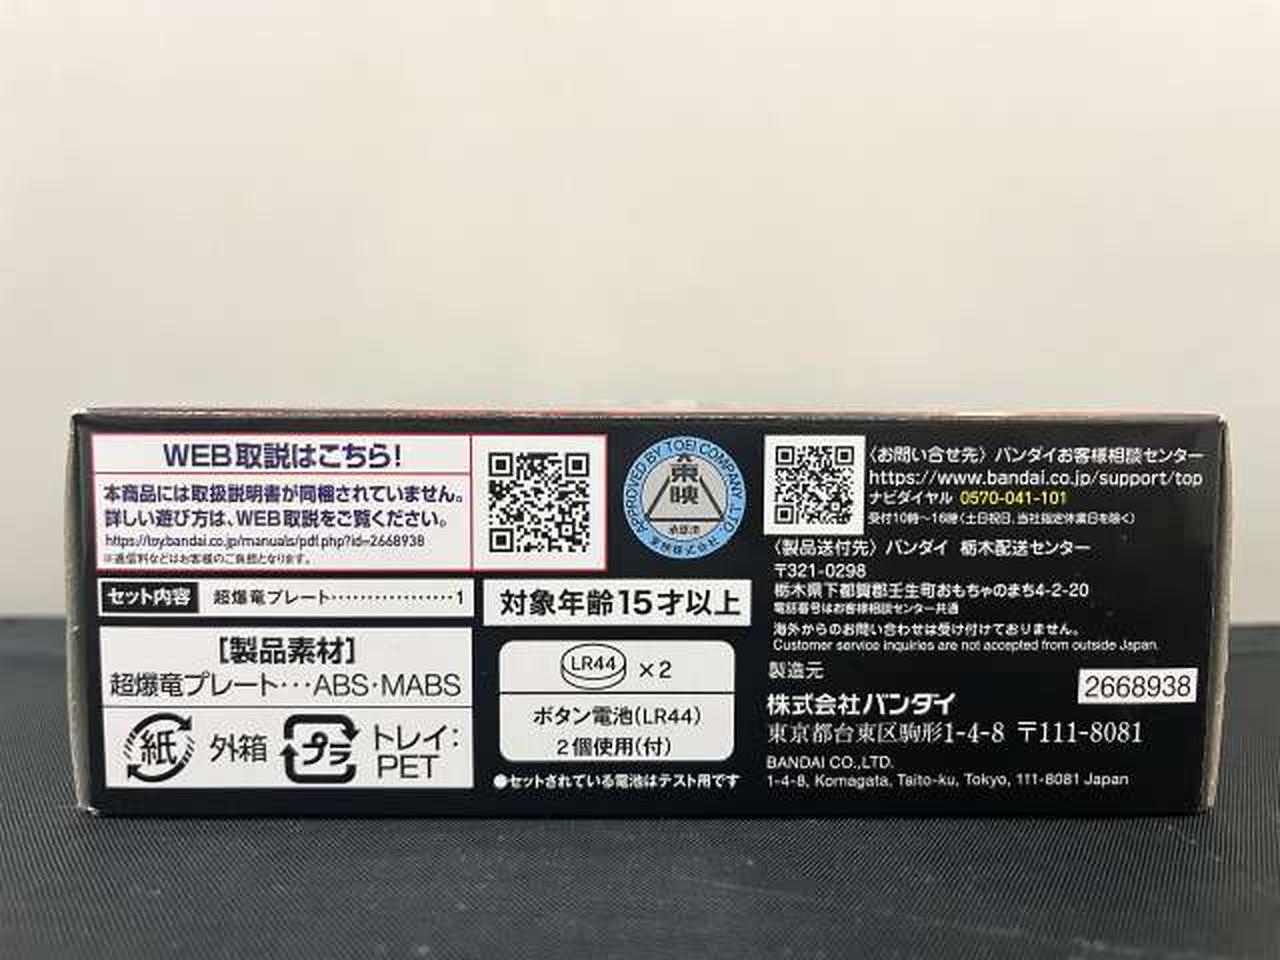 WEB取説はこちら!
本商品には取扱説明書が同梱されていません。
詳しい遊び方は、WEB取説をご覧ください。
https://toy.bandai.co.jp/manuals/pdf.php?id=2668938
※通信料などはお客様のご負担となります。
セット内容 超爆竜プレート………………1
[製品素材]
超爆竜プレート…ABS・MABS
紙 外箱 プラ トレイ:
PET
対象年齢15才以上
LR44 ×2
ボタン電池(LR44)
2個使用(付)
●セットされている電池はテスト用です
APPROVED BY TOEI COMPANY, LTD.
東映
〈お問い合せ先〉バンダイお客様相談センター
https://www.bandai.co.jp/support/top
ナビダイヤル 0570-041-101
受付10時〜16時(土日祝日、当社指定休業日を除く)
〈製品送付先〉バンダイ 栃木配送センター
〒321-0298
栃木県下都賀郡壬生町おもちゃのまち4-2-20
電話番号はお客様相談センター共通
海外からのお問い合わせは受け付けておりません。
Customer service inquiries are not accepted from outside Japan.
製造元
株式会社バンダイ
東京都台東区駒形1-4-8 〒111-8081
BANDAI CO.,LTD.
1-4-8, Komagata, Taito-ku, Tokyo, 111-8081 Japan
2668938